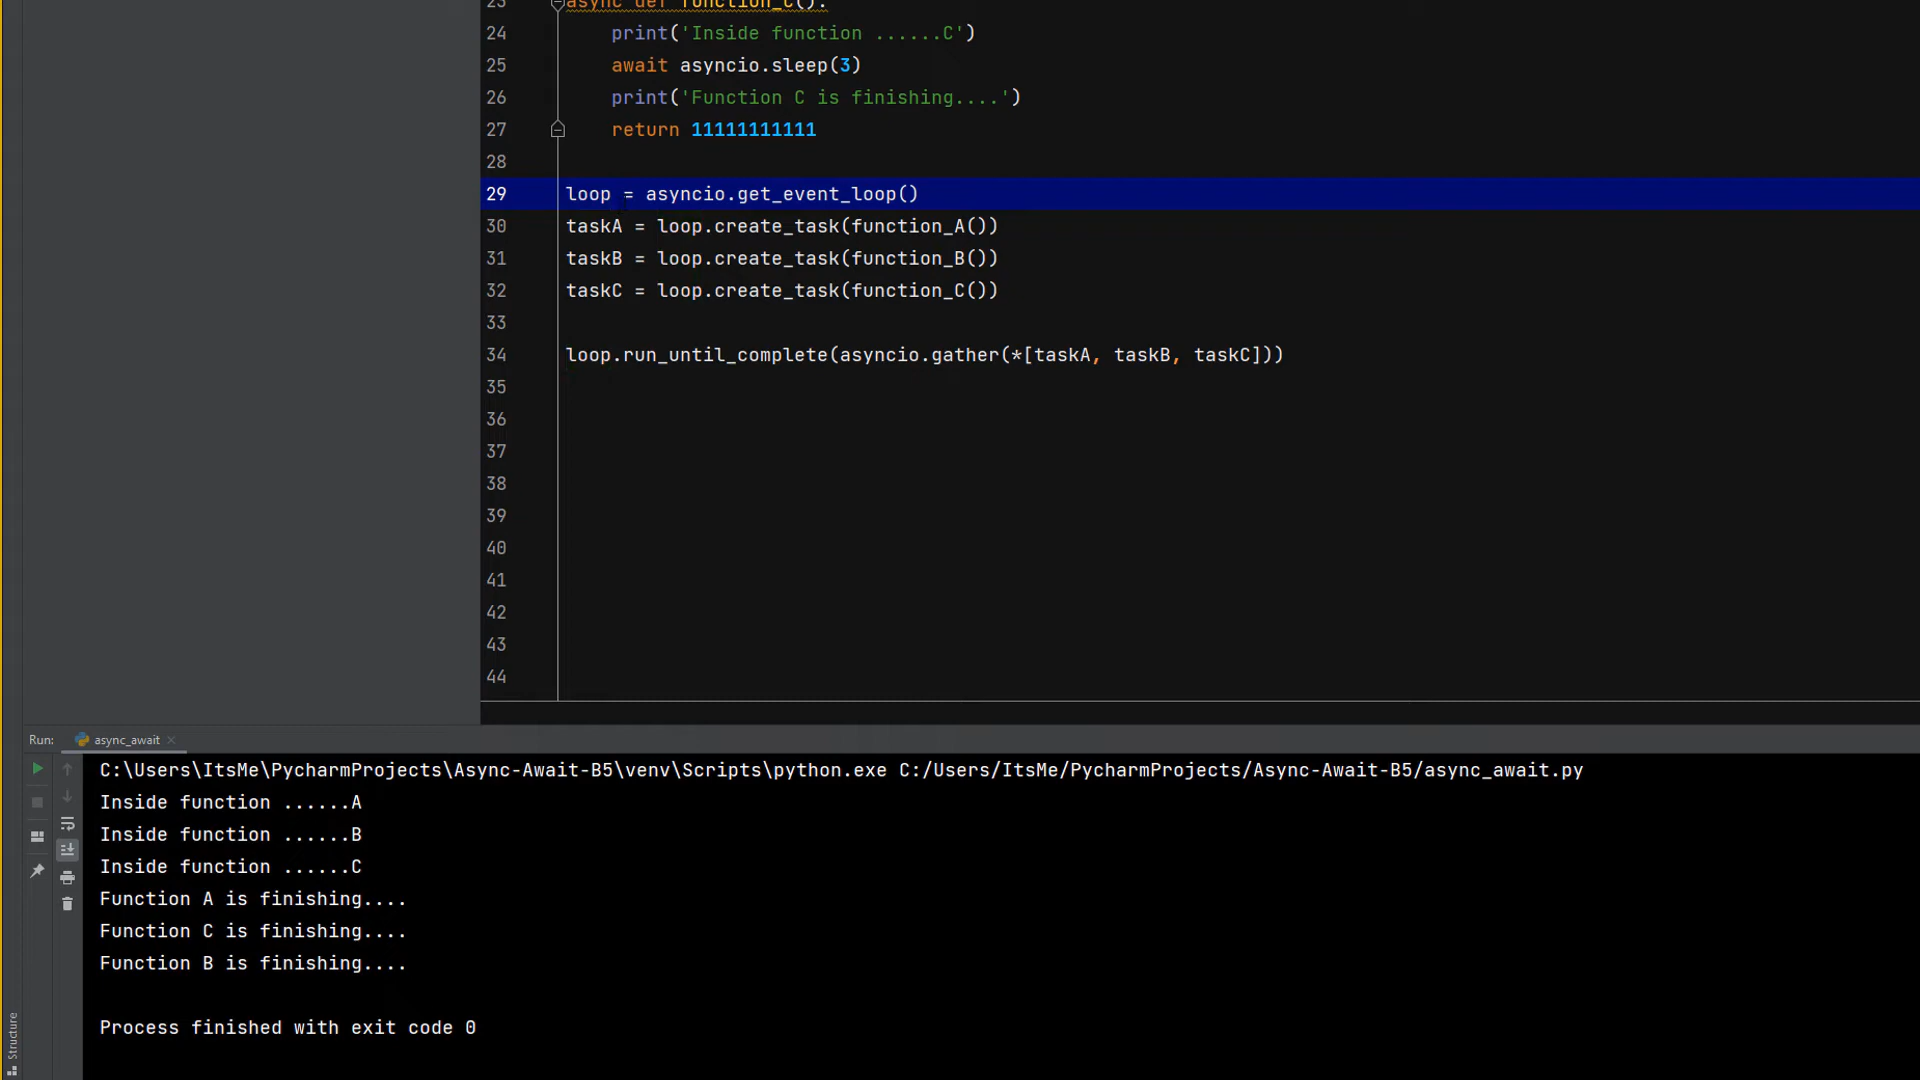 23 async def function_C():
24 print('Inside function ......C')
25 await asyncio.sleep(3)
26 print('Function C is finishing....')
27 return 11111111111
28
29 loop = asyncio.get_event_loop()
30 taskA = loop.create_task(function_A())
31 taskB = loop.create_task(function_B())
32 taskC = loop.create_task(function_C())
33
34 loop.run_until_complete(asyncio.gather(*[taskA, taskB, taskC]))
35
36
37
38
39
40
41
42
43
44
Run: async_await
C:\Users\ItsMe\PycharmProjects\Async-Await-B5\venv\Scripts\python.exe C:/Users/ItsMe/PycharmProjects/Async-Await-B5/async_await.py
Inside function ......A
Inside function ......B
Inside function ......C
Function A is finishing....
Function C is finishing....
Function B is finishing....
Process finished with exit code 0
Structure